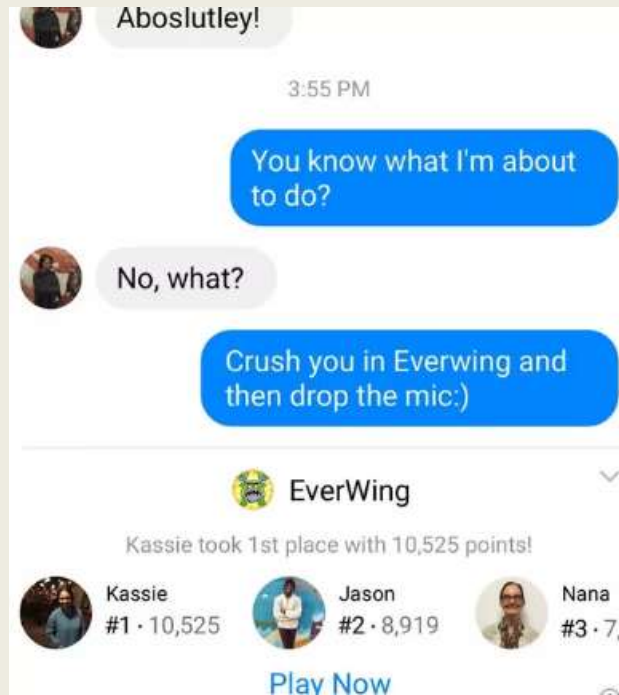 Aboslutley!
3:55 PM
You know what I'm about
to do?
No, what?
Crush you in Everwing and
then drop the mic:)
EverWing
Kassie took 1st place with 10,525 points!
Kassie
#1 · 10,525
Jason
#2 · 8,919
Nana
#3 · 7,
Play Now